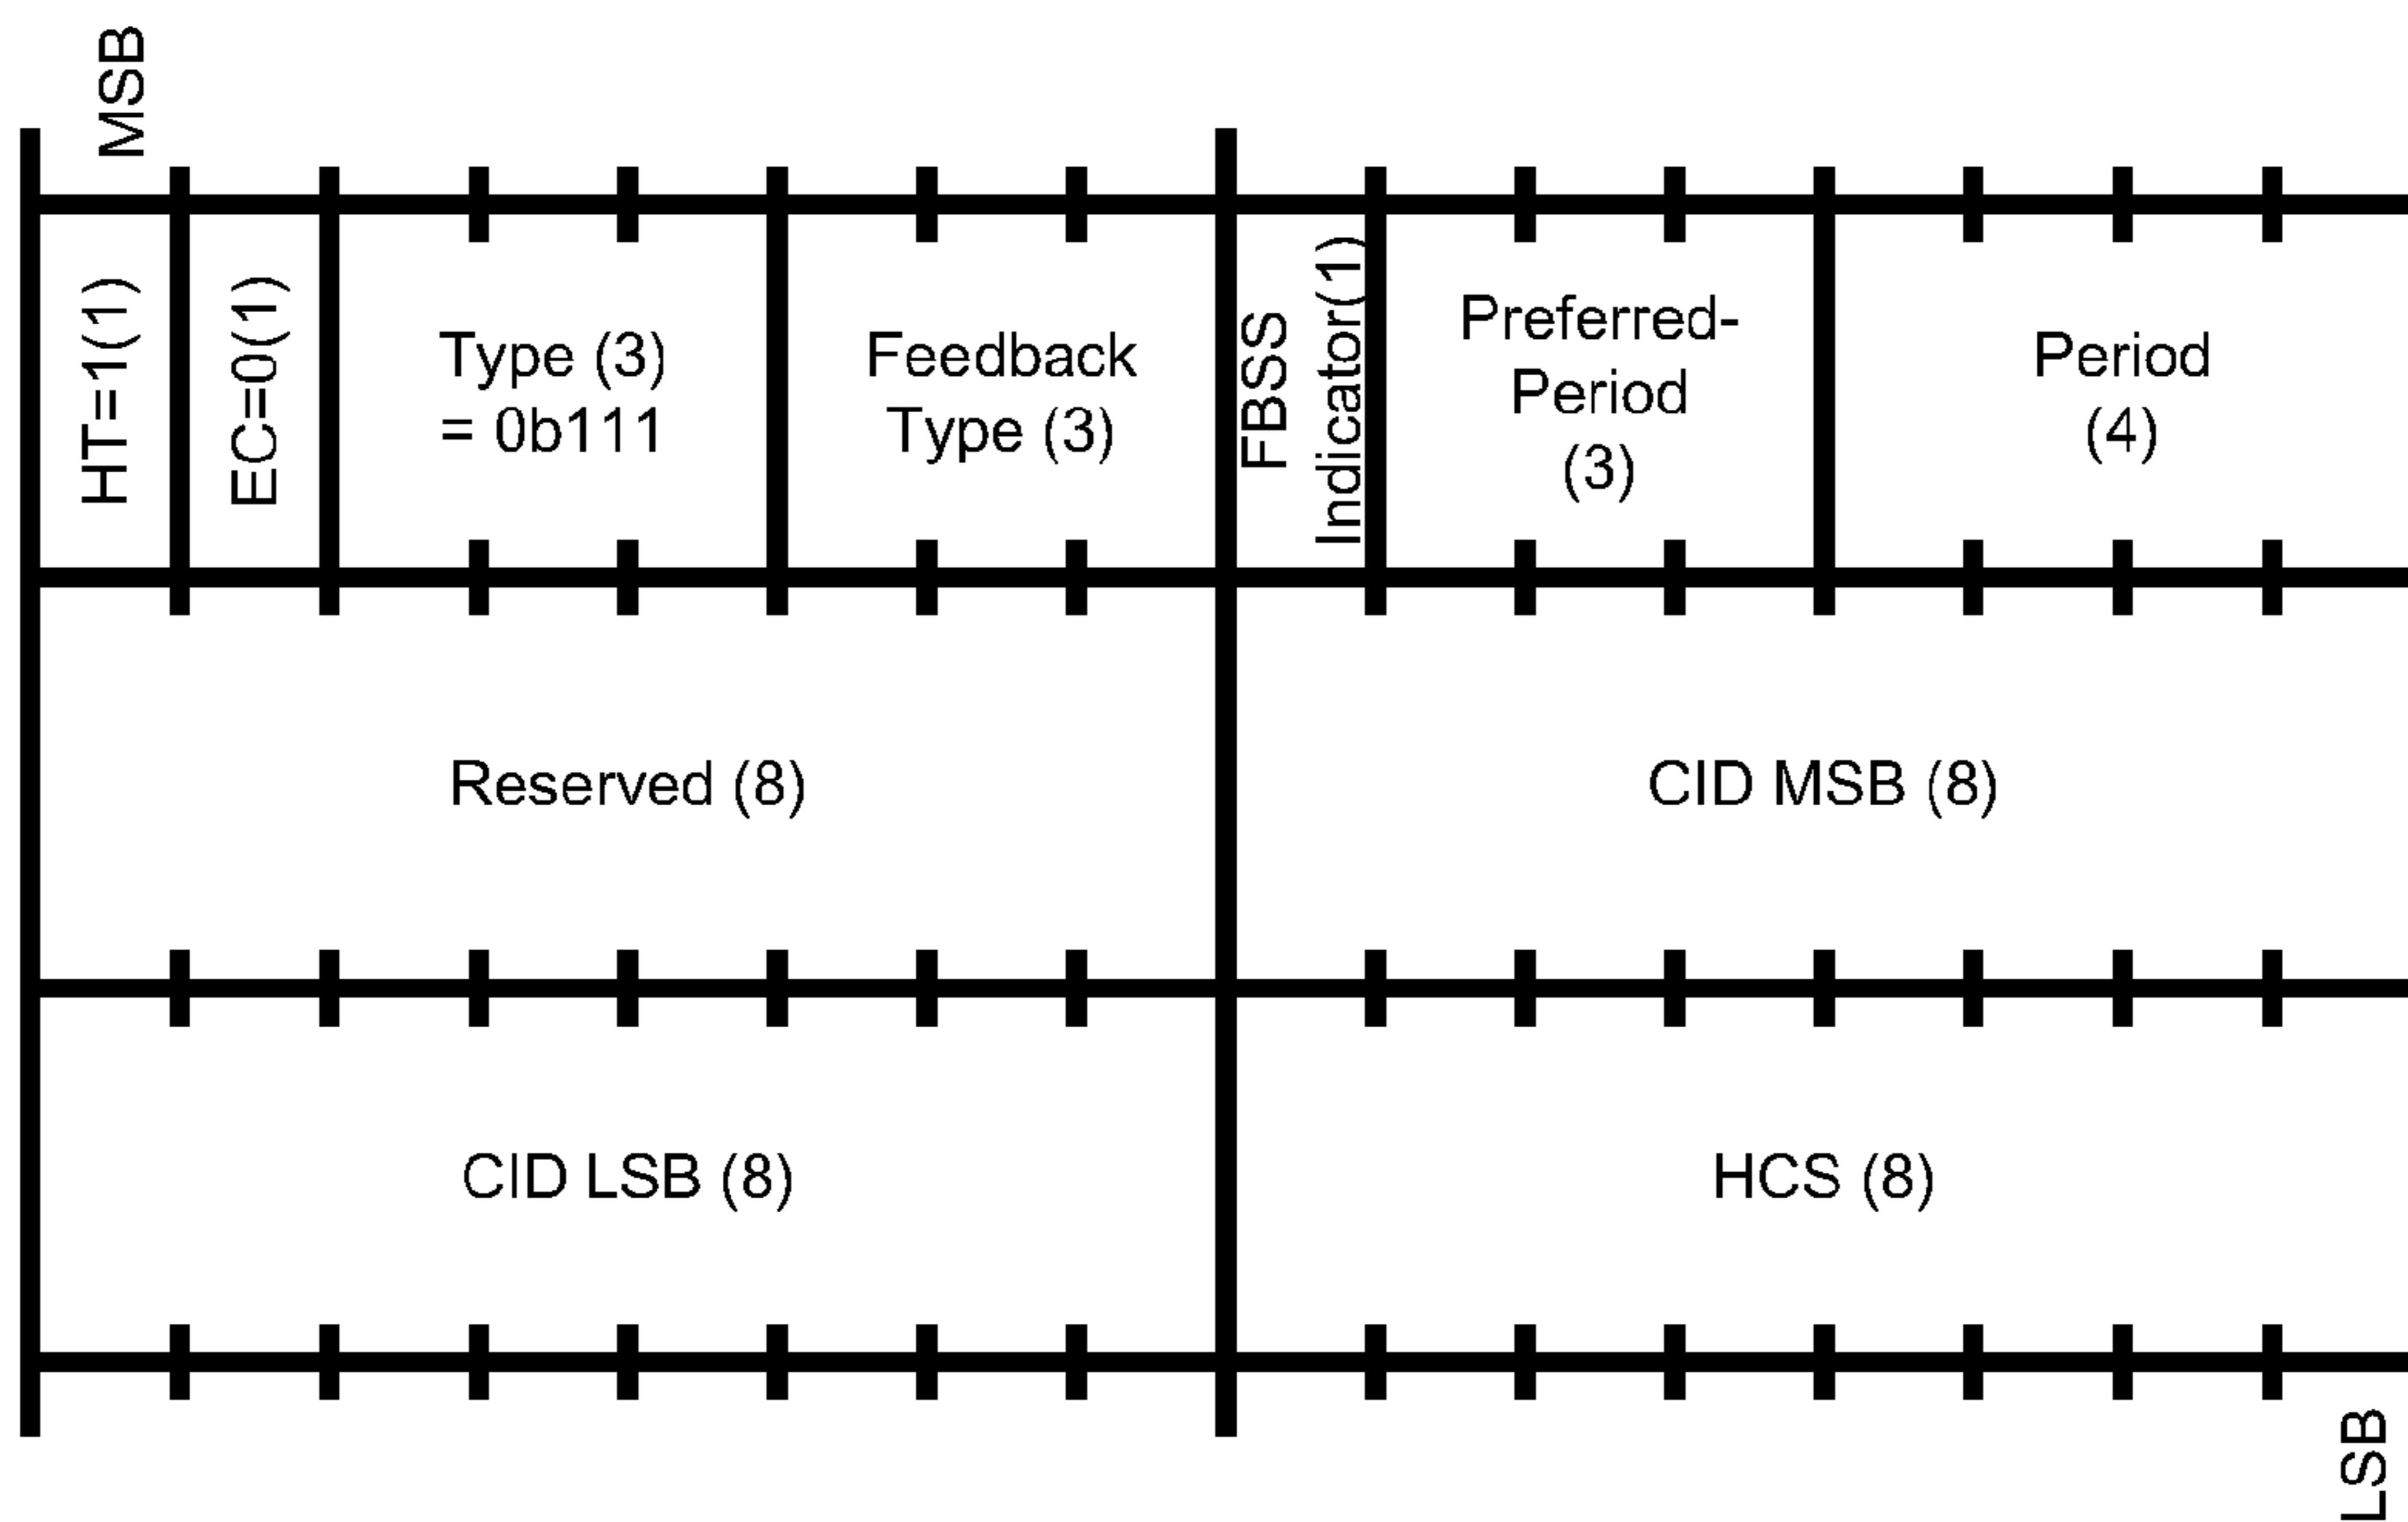 MSB
HT=1(1)
EC=0(1)
Type (3)
= 0b111
Feedback
Type (3)
FBSS
Indicator(1)
Preferred-
Period
(3)
Period
(4)
Reserved (8)
CID MSB (8)
CID LSB (8)
HCS (8)
LSB